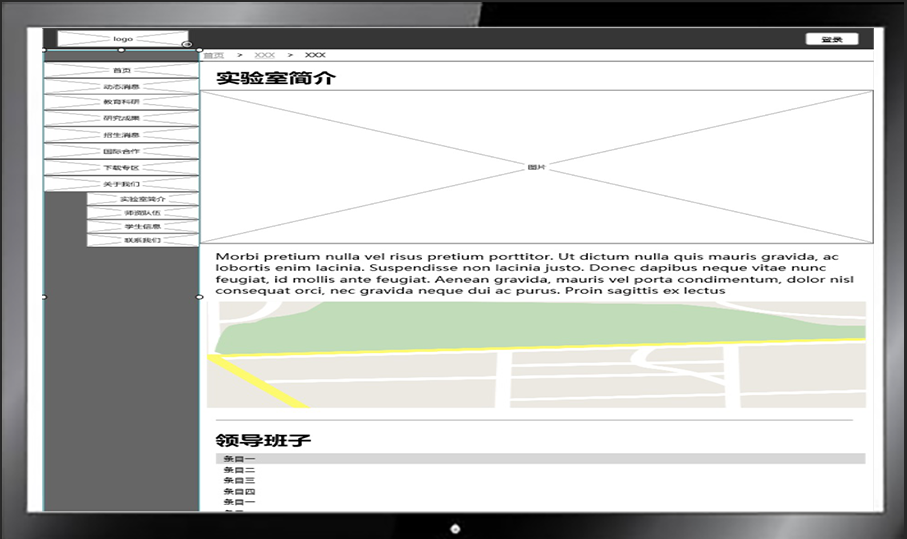 logo
登录
首页 > XXX > XXX
首页
动态消息
教育科研
研究成果
招生消息
国际合作
下载专区
关于我们
实验室简介
师资队伍
学生信息
联系我们
实验室简介
图片
Morbi pretium nulla vel risus pretium porttitor. Ut dictum nulla quis mauris gravida, ac
lobortis enim lacinia. Suspendisse non lacinia justo. Donec dapibus neque vitae nunc
feugiat, id mollis ante feugiat. Aenean gravida, mauris vel porta condimentum, dolor nisl
consequat orci, nec gravida neque dui ac purus. Proin sagittis ex lectus
领导班子
条目一
条目二
条目三
条目四
条目一